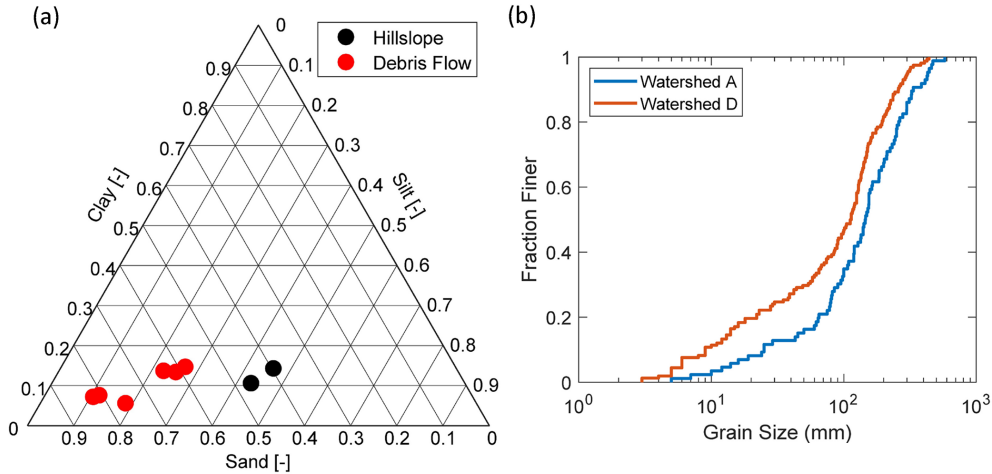 (a)
0
Hillslope
Debris Flow
0.9
0.1
0.8
0.2
0.7
0.3
0.6
0.4
Clay [-]
Silt [-]
0.5
0.5
0.4
0.6
0.3
0.7
0.2
0.8
0.1
0.9
0
0.9 0.8 0.7 0.6 0.5 0.4 0.3 0.2 0.1 0
Sand [-]
(b)
1
Watershed A
Watershed D
0.8
0.6
0.4
0.2
0
Fraction Finer
10^0 10^1 10^2 10^3
Grain Size (mm)